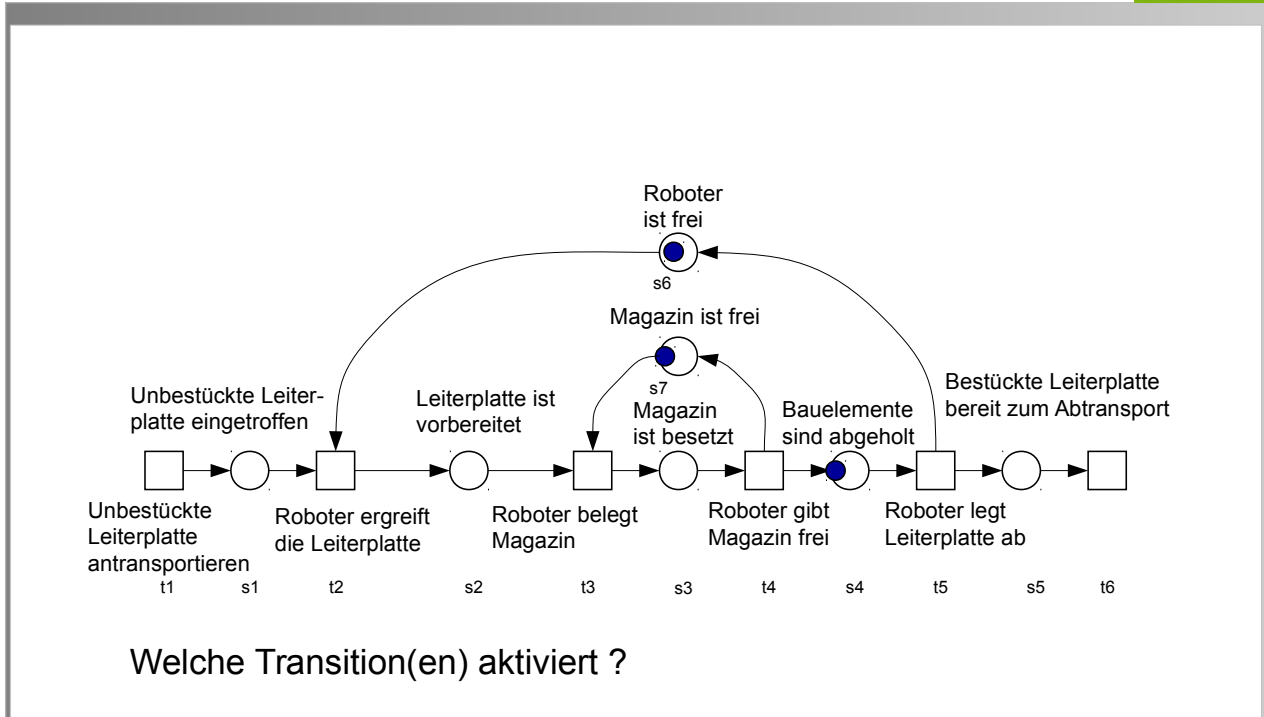 Roboter
ist frei
s6
Magazin ist frei
s7
Unbestückte Leiter-
platte eingetroffen
Leiterplatte ist
vorbereitet
Magazin
ist besetzt
Bauelemente
sind abgeholt
Bestückte Leiterplatte
bereit zum Abtransport
Unbestückte
Leiterplatte
antransportieren
Roboter ergreift
die Leiterplatte
Roboter belegt
Magazin
Roboter gibt
Magazin frei
Roboter legt
Leiterplatte ab
t1 s1 t2 s2 t3 s3 t4 s4 t5 s5 t6
Welche Transition(en) aktiviert ?